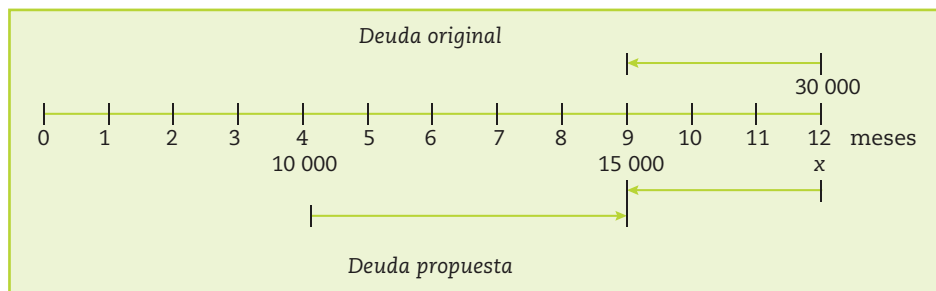 Deuda original
30 000
0 1 2 3 4 5 6 7 8 9 10 11 12 meses
10 000 15 000 x
Deuda propuesta